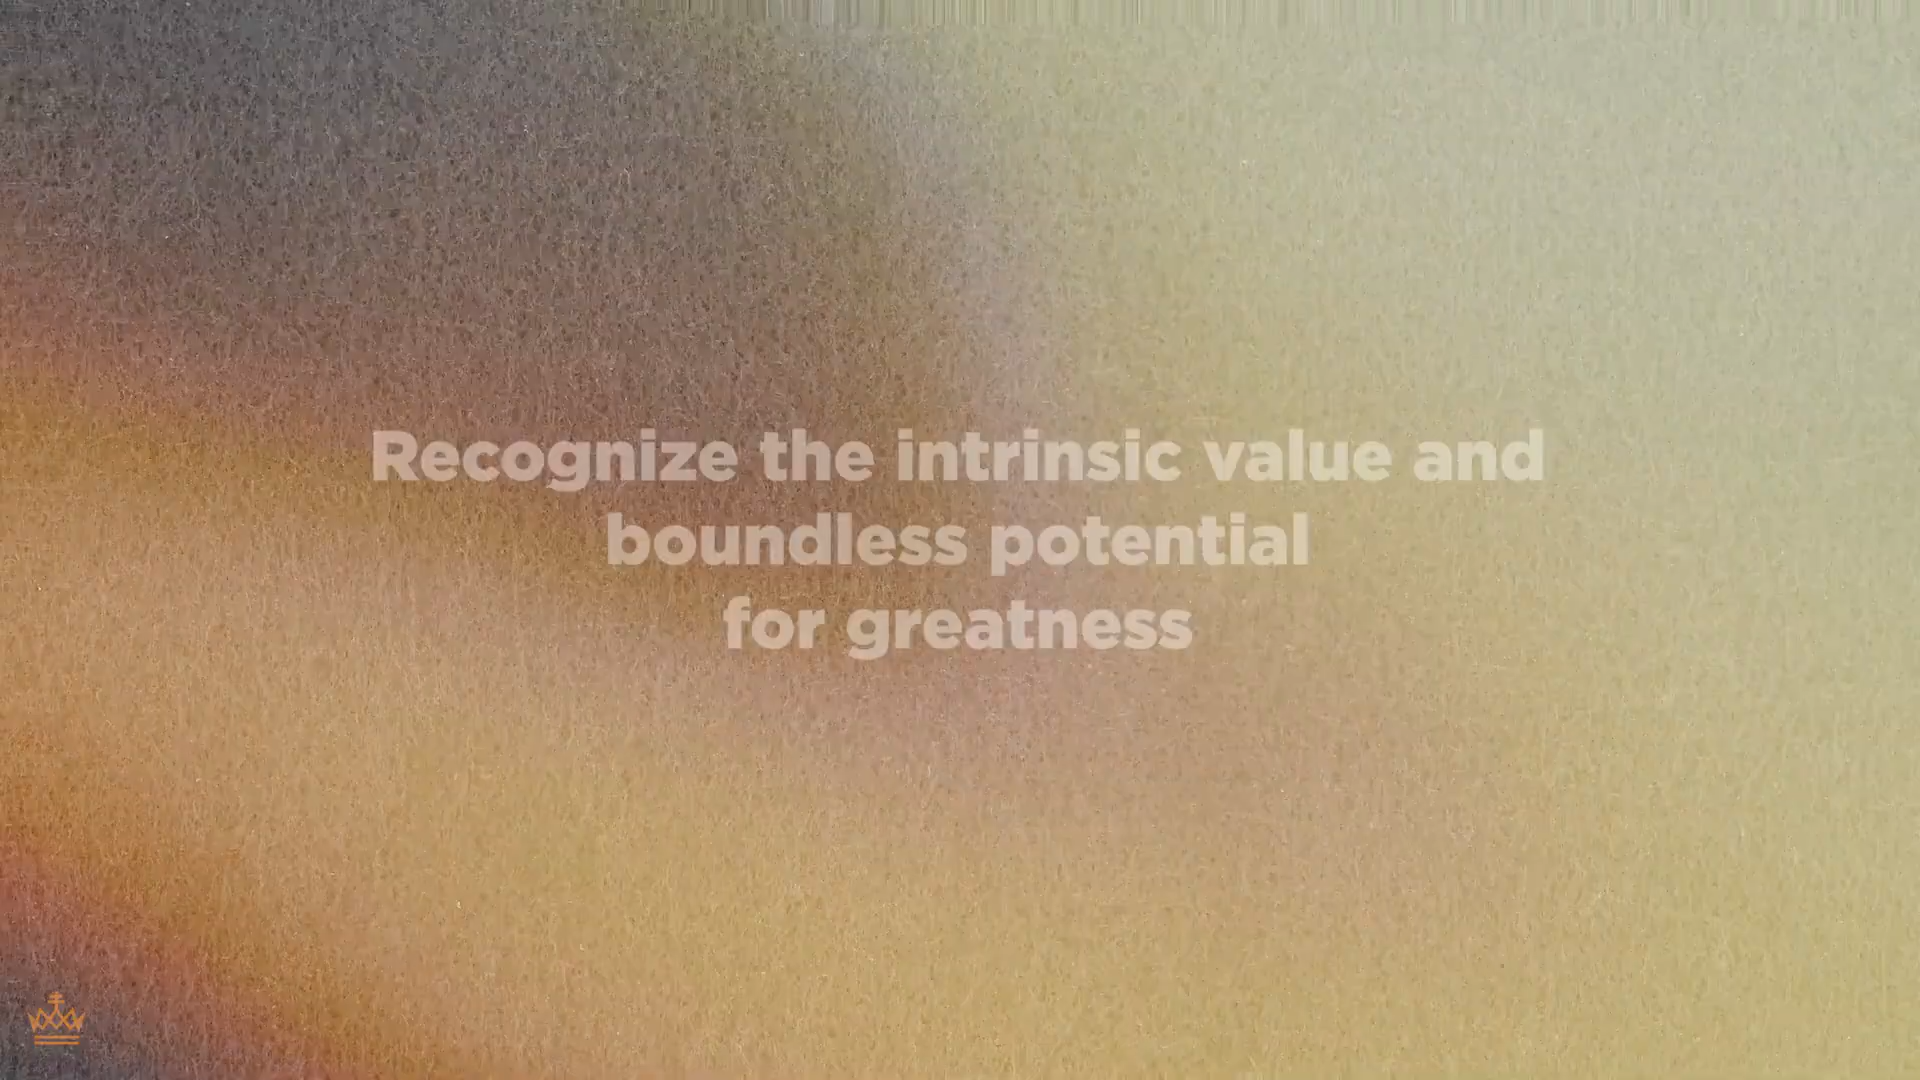 Recognize the intrinsic value and
boundless potential
for greatness